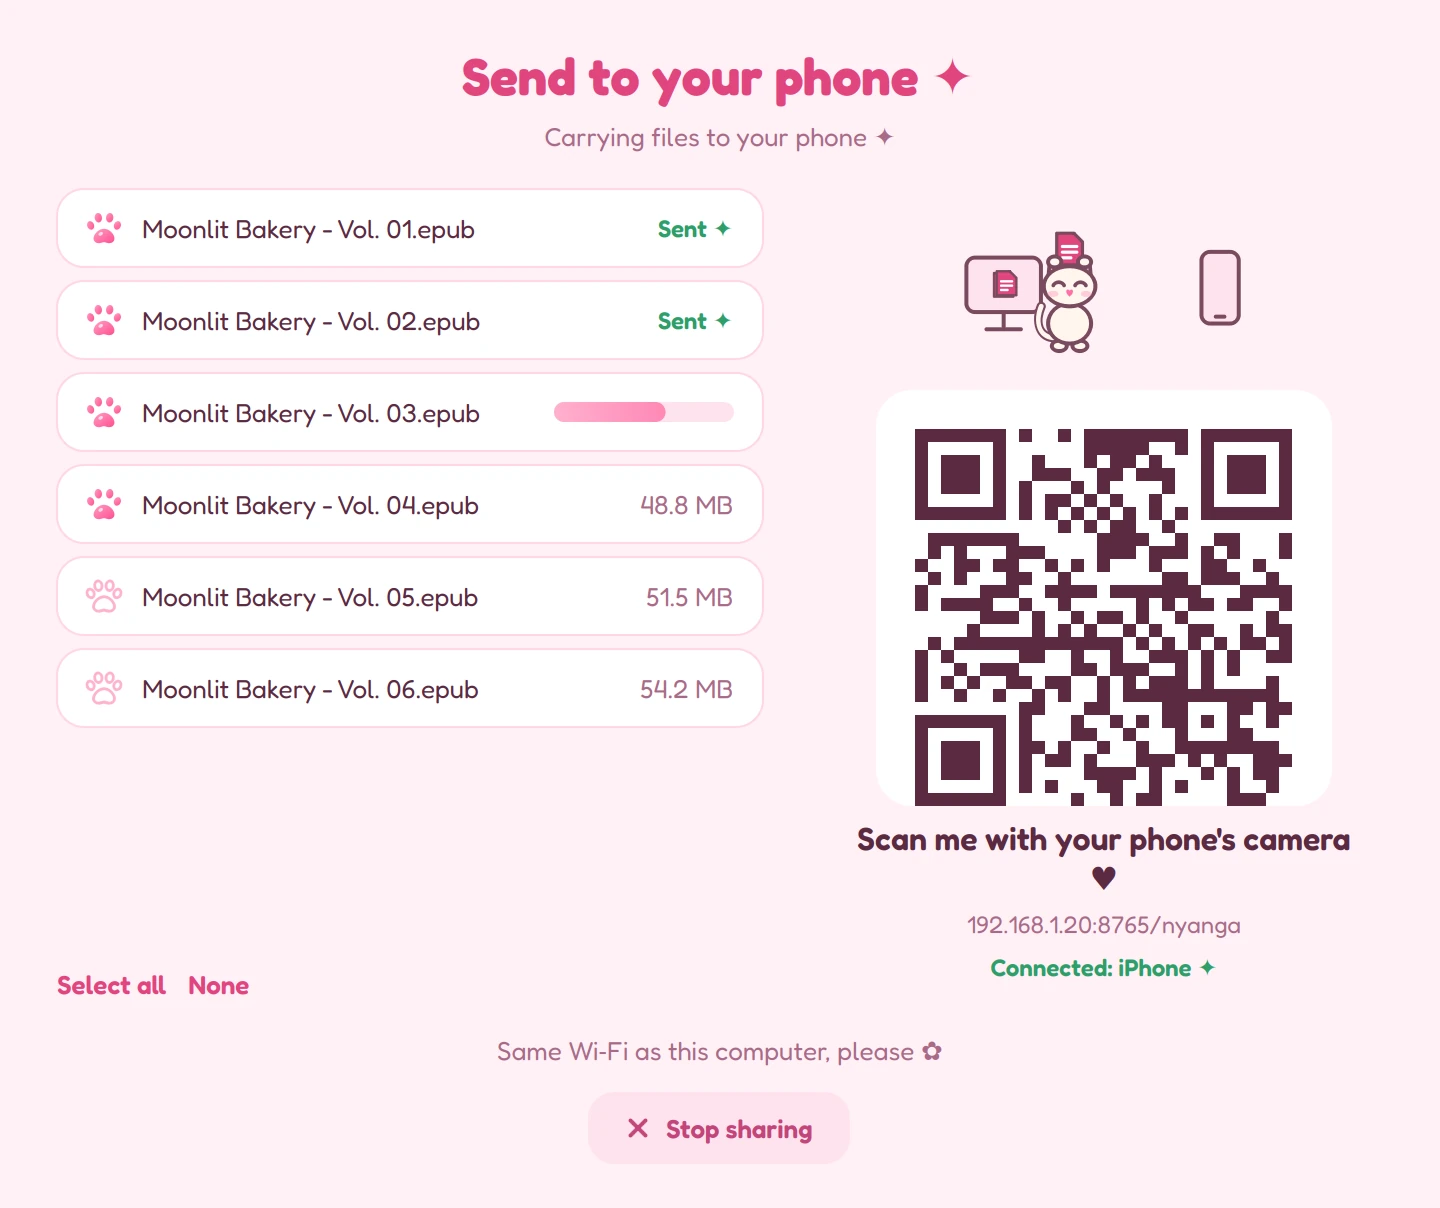 Send to your phone ✦
Carrying files to your phone ✦
Moonlit Bakery - Vol. 01.epub Sent ✦
Moonlit Bakery - Vol. 02.epub Sent ✦
Moonlit Bakery - Vol. 03.epub
Moonlit Bakery - Vol. 04.epub 48.8 MB
Moonlit Bakery - Vol. 05.epub 51.5 MB
Moonlit Bakery - Vol. 06.epub 54.2 MB
Select all None
Scan me with your phone's camera
♥
192.168.1.20:8765/nyanga
Connected: iPhone ✦
Same Wi-Fi as this computer, please ✿
✕ Stop sharing